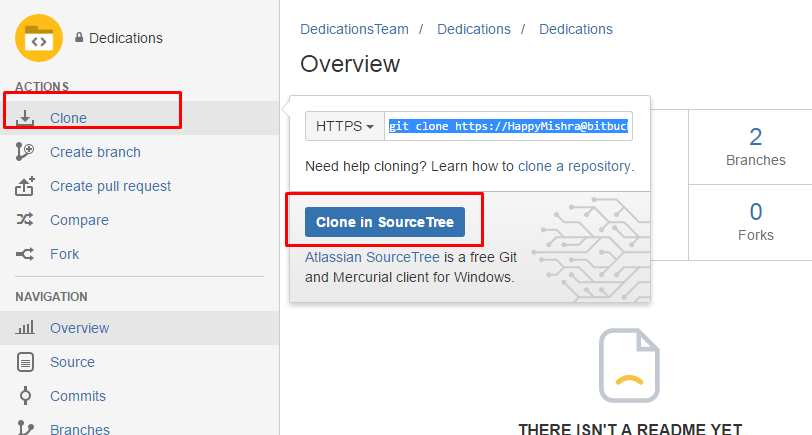 Dedications
ACTIONS
Clone
Create branch
Create pull request
Compare
Fork
NAVIGATION
Overview
Source
Commits
Branches
DedicationsTeam / Dedications / Dedications
Overview
HTTPS git clone https://HappyMishra@bitbuc
Need help cloning? Learn how to clone a repository.
Clone in SourceTree
Atlassian SourceTree is a free Git
and Mercurial client for Windows.
2
Branches
0
Forks
THERE ISN'T A README YET